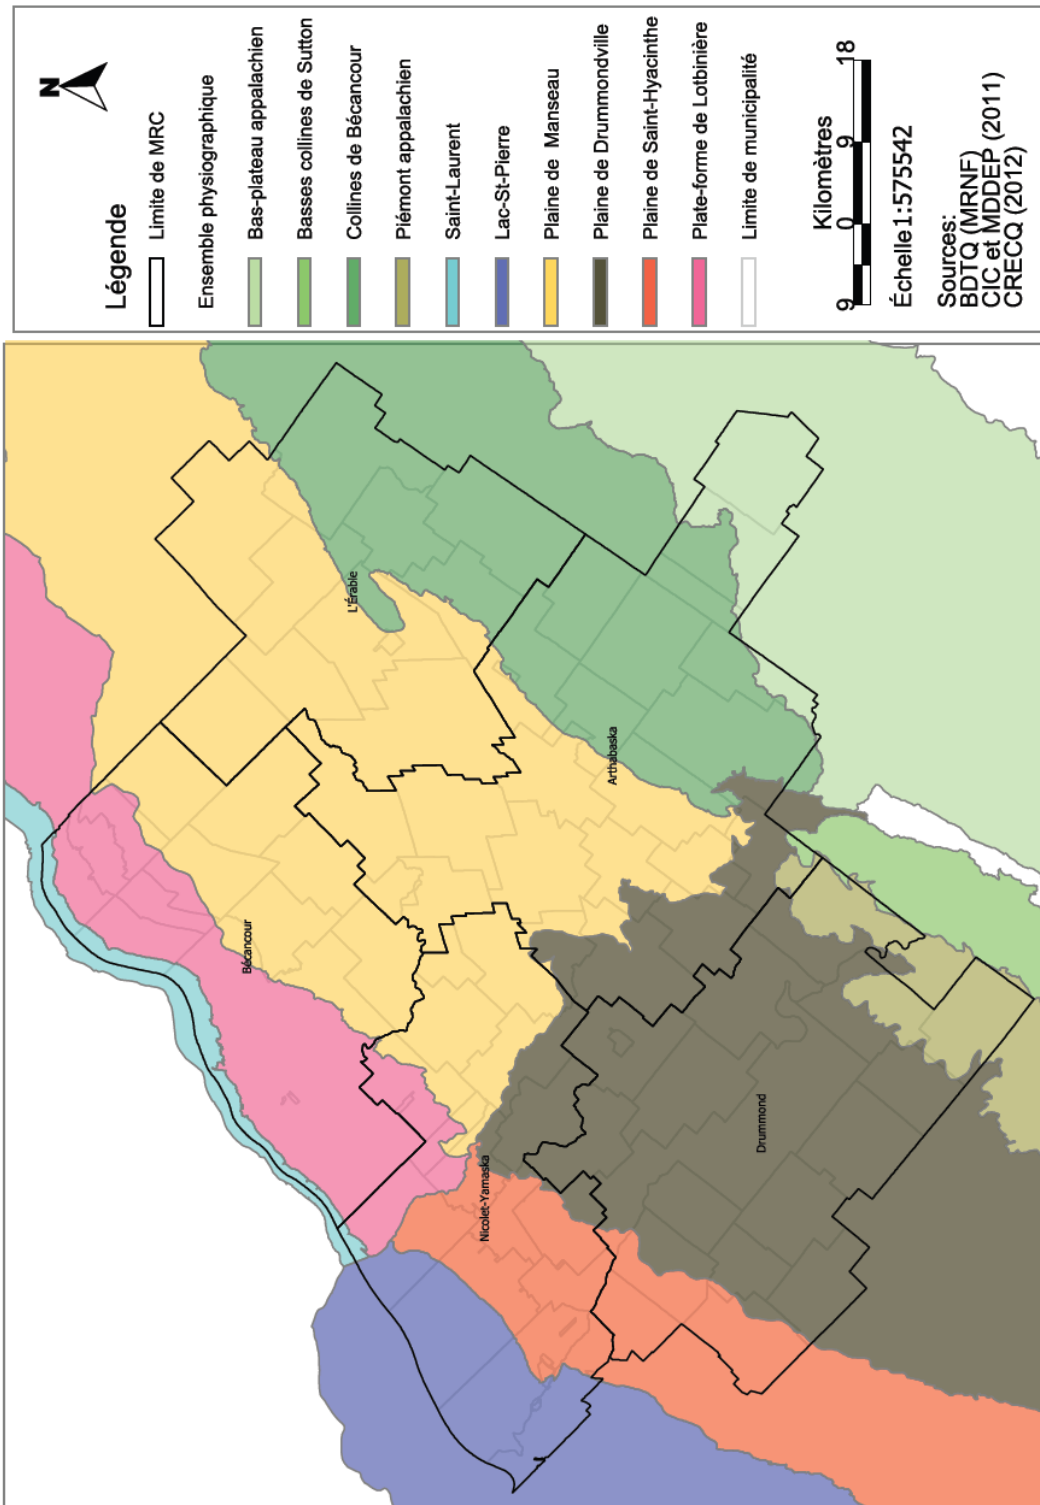 N
Légende
Limite de MRC
Ensemble physiographique
Bas-plateau appalachien
Basses collines de Sutton
Collines de Bécancour
Piémont appalachien
Saint-Laurent
Lac-St-Pierre
Plaine de Manseau
Plaine de Drummondville
Plaine de Saint-Hyacinthe
Plate-forme de Lotbinière
Limite de municipalité
Kilomètres
9 0 9 18
Échelle1:575542
Sources:
BDTQ (MRNF)
CIC et MDDEP (2011)
CRECQ (2012)
Bécancour
L'Érable
Nicolet-Yamaska
Arthabaska
Drummond